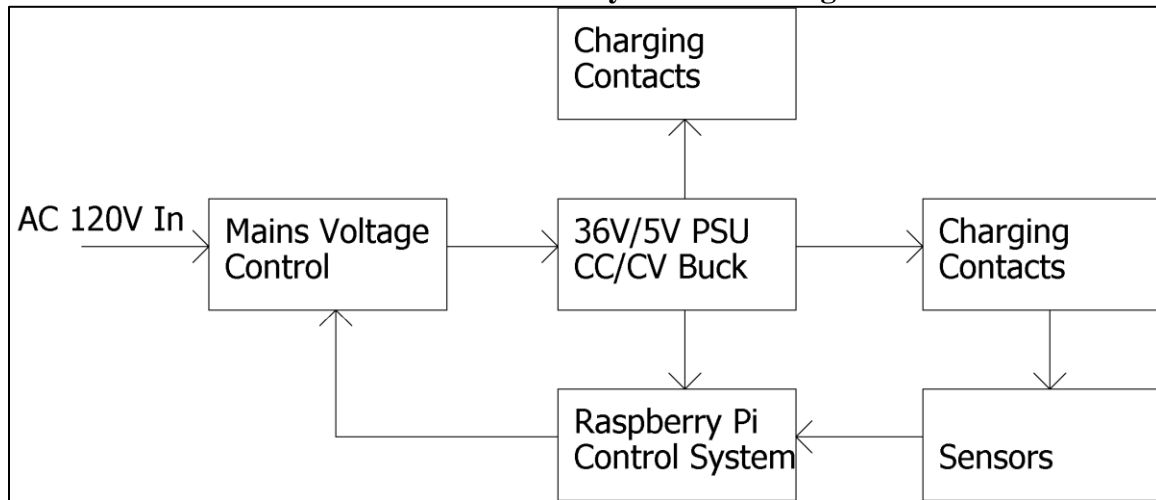 Charging
Contacts
AC 120V In
Mains Voltage
Control
36V/5V PSU
CC/CV Buck
Charging
Contacts
Raspberry Pi
Control System
Sensors